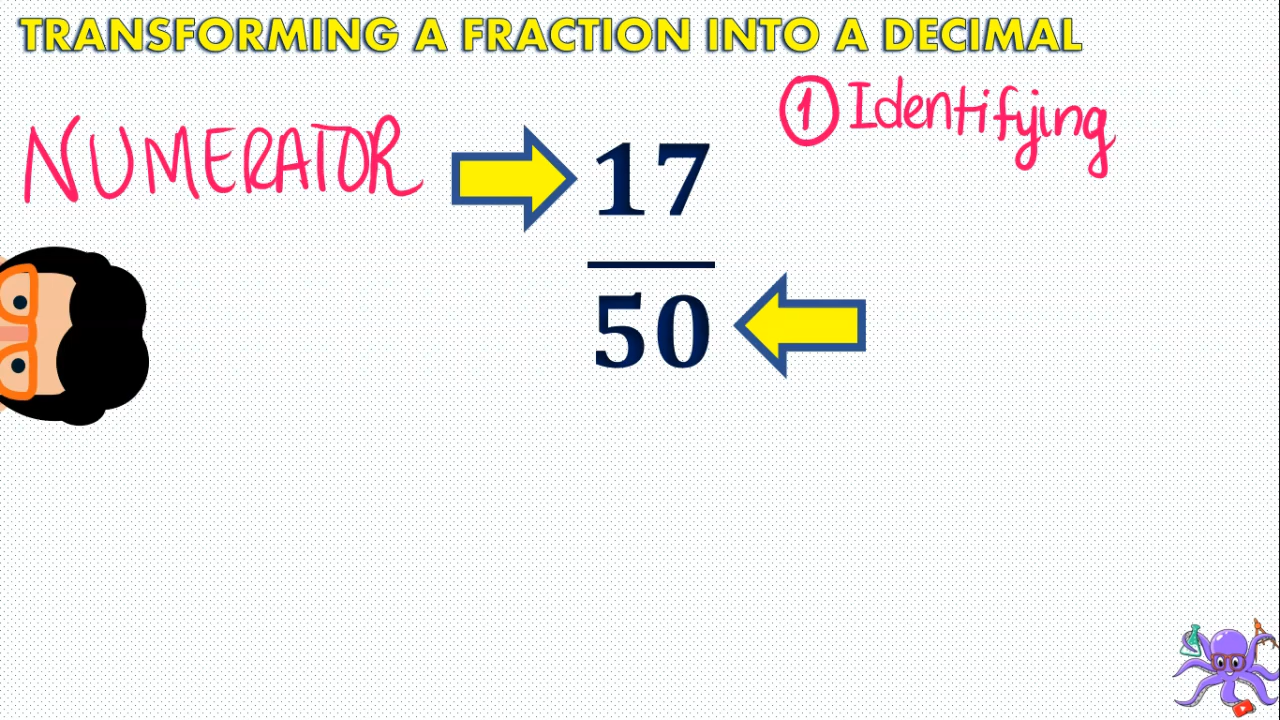 TRANSFORMING A FRACTION INTO A DECIMAL
① Identifying
NUMERATOR
17
50